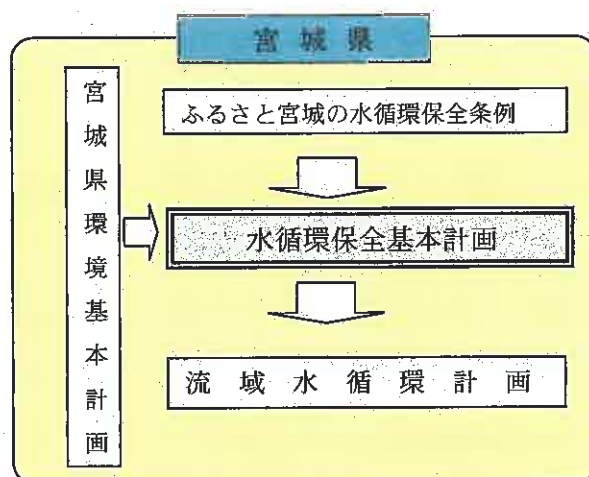 宮城県
宮城県環境基本計画
ふるさと宮城の水循環保全条例
水循環保全基本計画
流域水循環計画